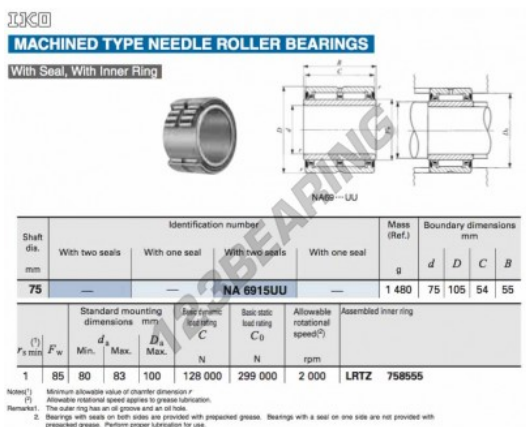 IKO
MACHINED TYPE NEEDLE ROLLER BEARINGS
With Seal, With Inner Ring
B
C
r
r
D
d
Fw
da
Da
NA69…UU
123BEARING
Shaft dia. mm
Identification number
Mass (Ref.) g
Boundary dimensions mm
With two seals With one seal With two seals With one seal
d D C B
75 — — NA 6915UU — 1 480 75 105 54 55
(¹) rs min Fw
Standard mounting dimensions mm
da Min. Max. Da Max.
Basic dynamic load rating C N
Basic static load rating C0 N
Allowable rotational speed(²) rpm
Assembled inner ring
1 85 80 83 100 128 000 299 000 2 000 LRTZ 758555
Notes(¹) Minimum allowable value of chamfer dimension r
(²) Allowable rotational speed applies to grease lubrication.
Remarks1. The outer ring has an oil groove and an oil hole.
2. Bearings with seals on both sides are provided with prepacked grease. Bearings with a seal on one side are not provided with
prepacked grease. Perform proper lubrication for use.